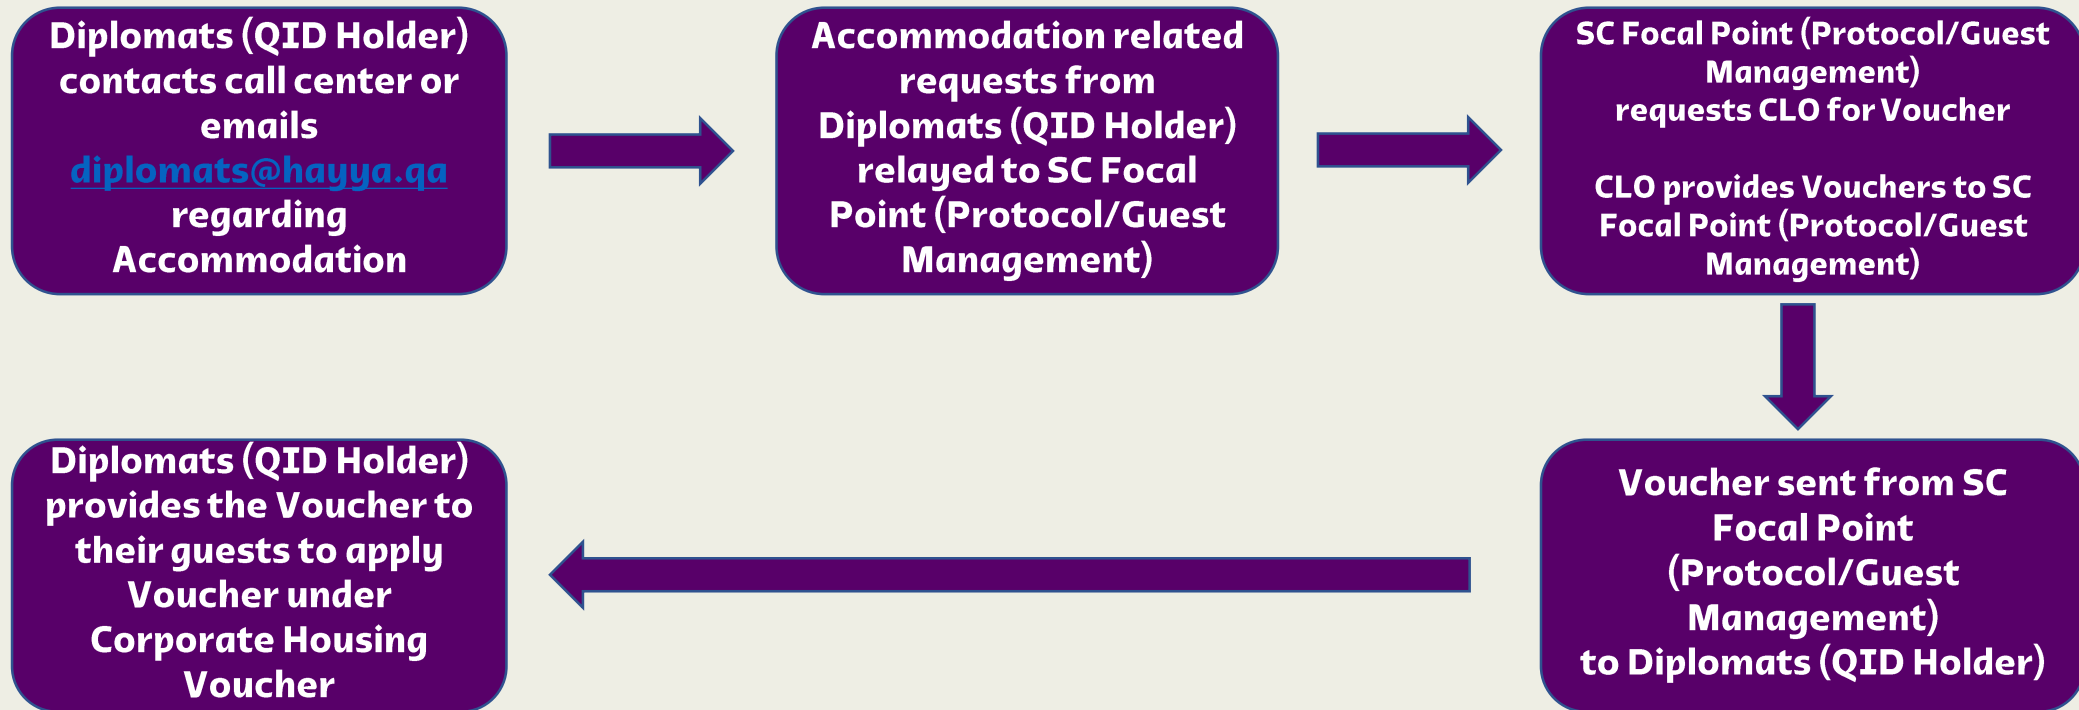 Diplomats (QID Holder)
contacts call center or
emails
diplomats@hayya.qa
regarding
Accommodation
Accommodation related
requests from
Diplomats (QID Holder)
relayed to SC Focal
Point (Protocol/Guest
Management)
SC Focal Point (Protocol/Guest
Management)
requests CLO for Voucher
CLO provides Vouchers to SC
Focal Point (Protocol/Guest
Management)
Voucher sent from SC
Focal Point
(Protocol/Guest
Management)
to Diplomats (QID Holder)
Diplomats (QID Holder)
provides the Voucher to
their guests to apply
Voucher under
Corporate Housing
Voucher